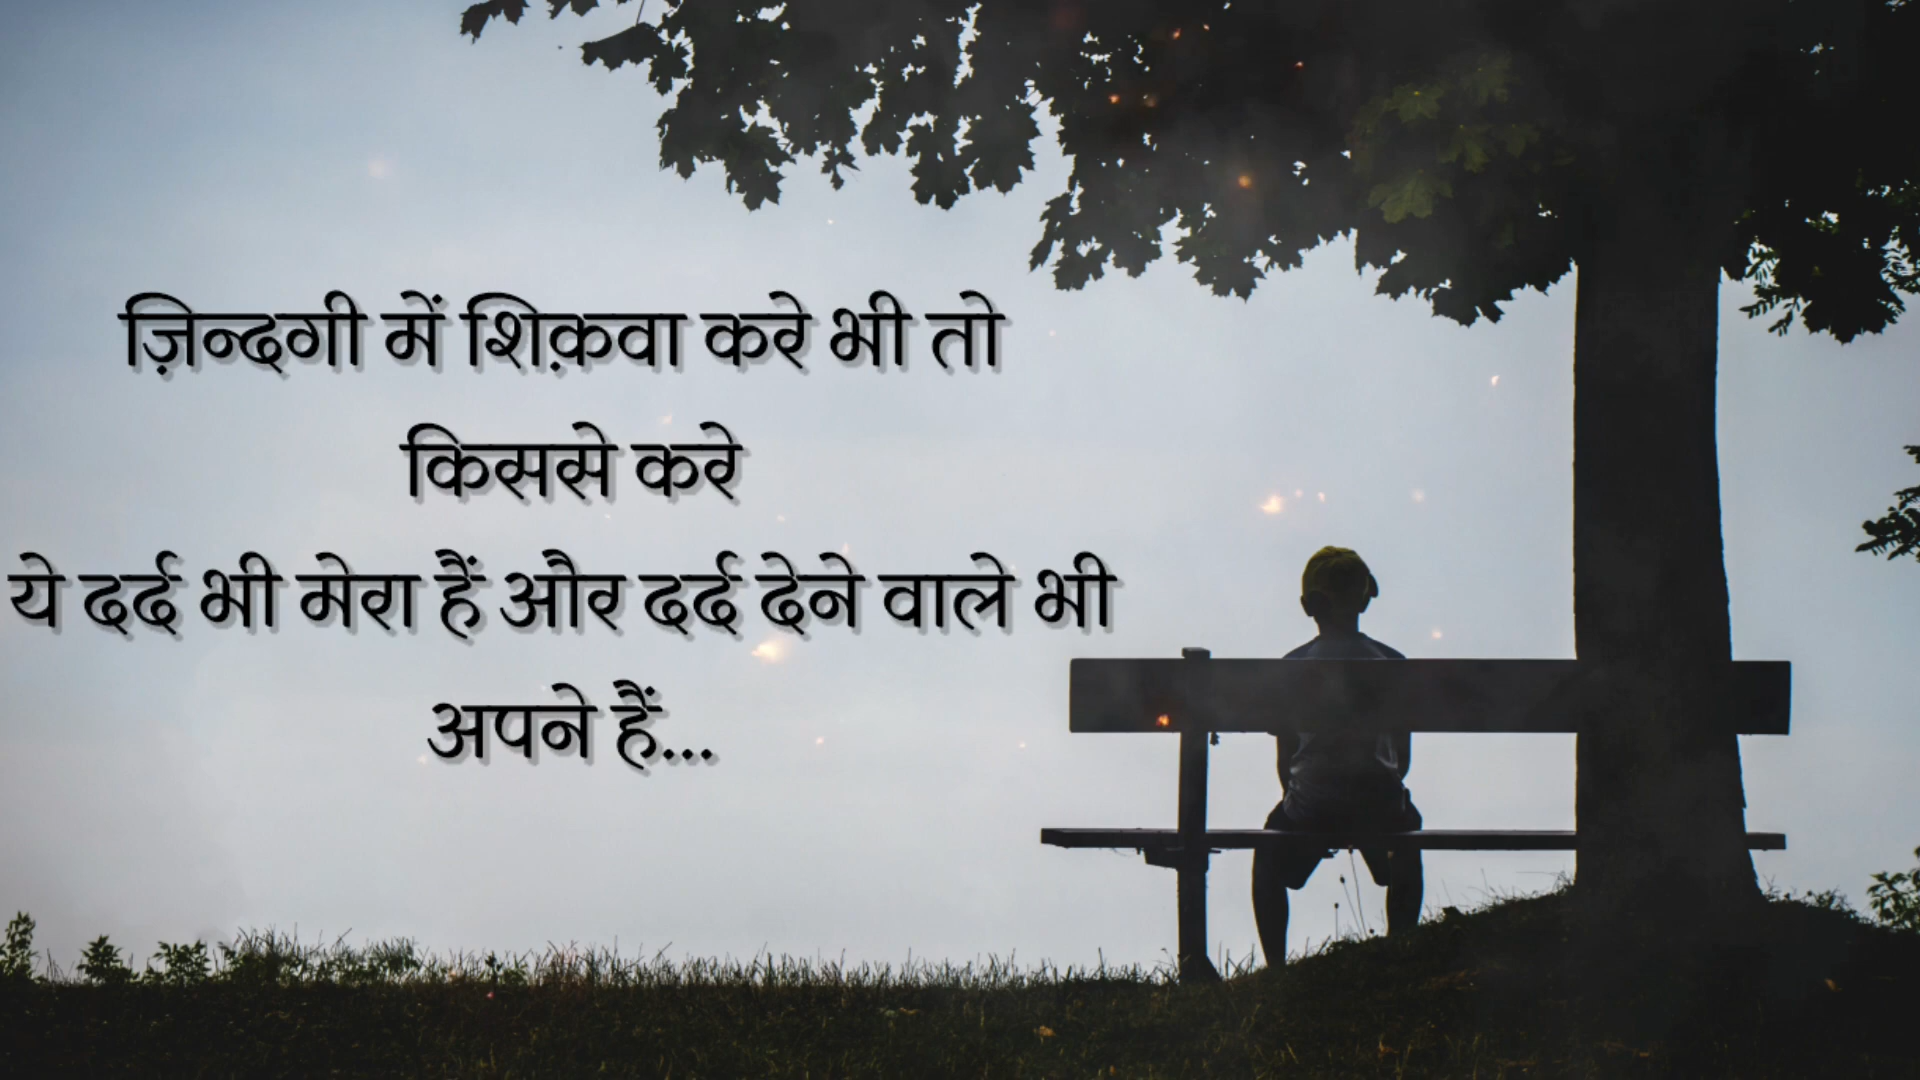 ज़िन्दगी में शिक़वा करे भी तो
किससे करे
ये दर्द भी मेरा हैं और दर्द देने वाले भी
अपने हैं...